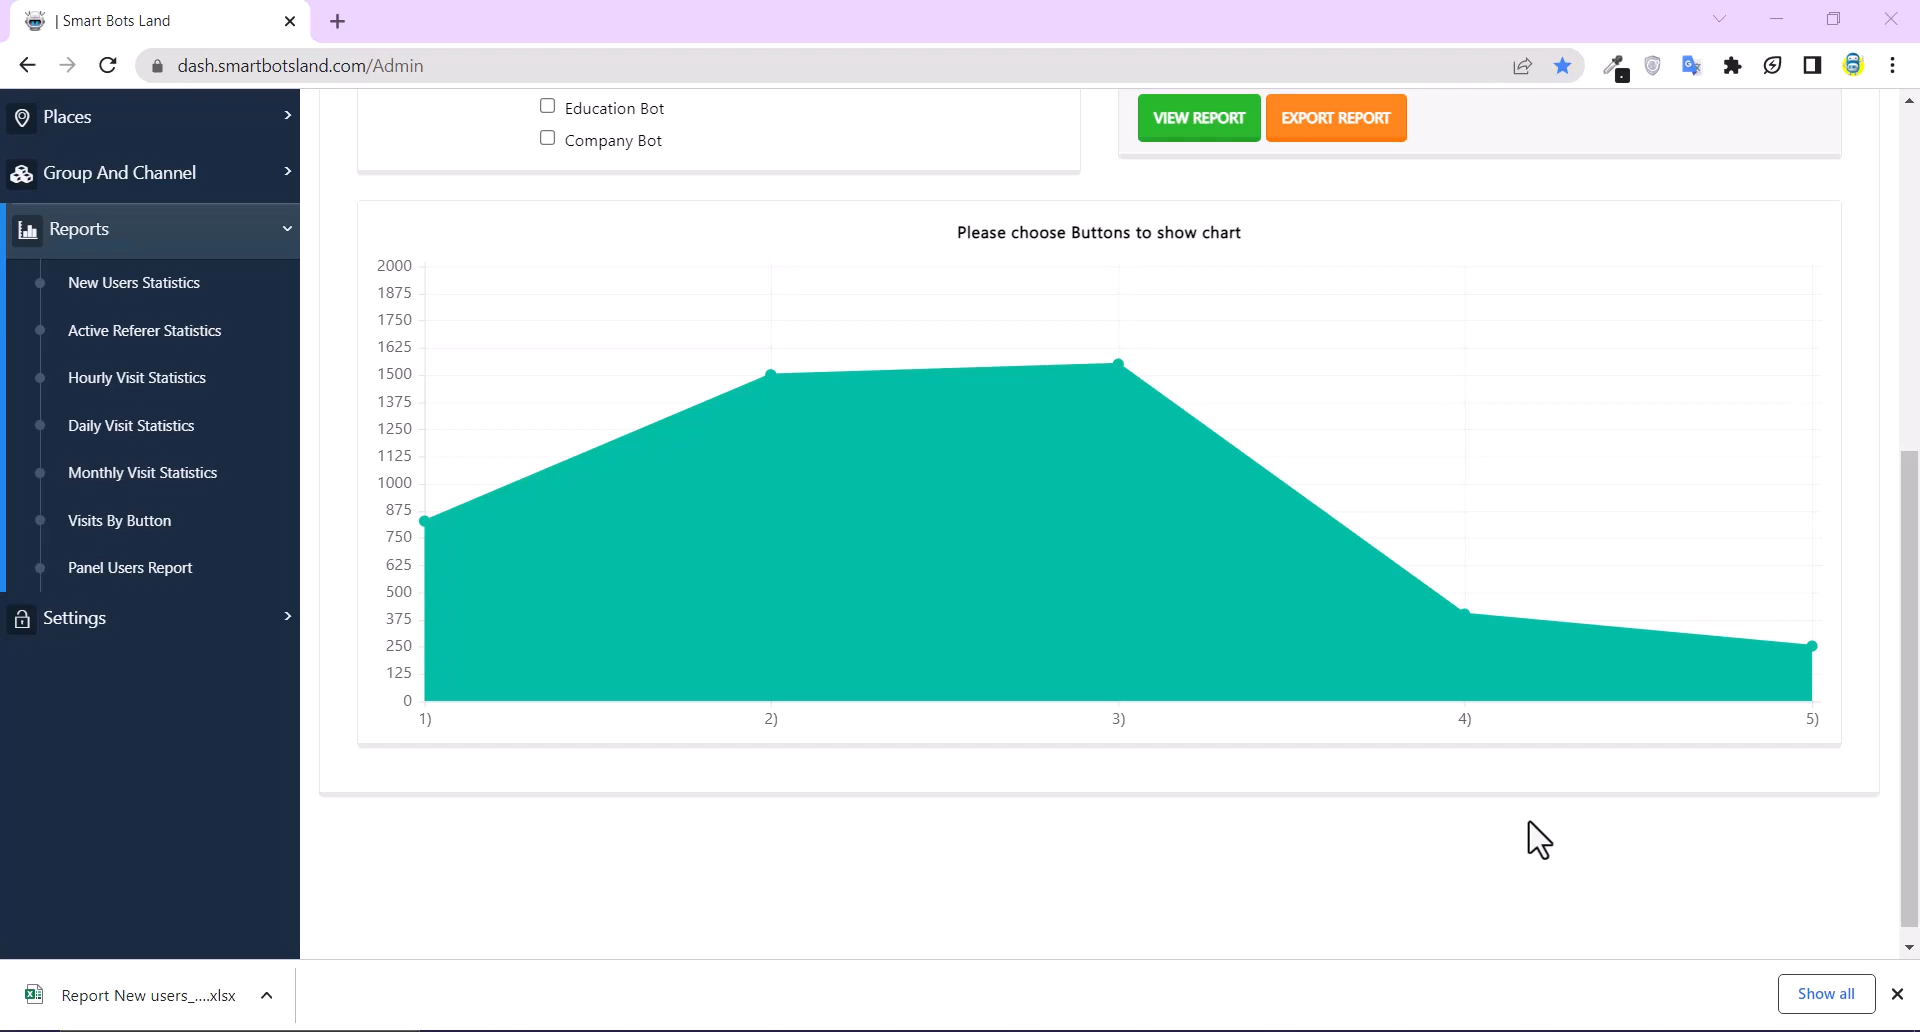 | Smart Bots Land
dash.smartbotsland.com/Admin
Places
Group And Channel
Reports
New Users Statistics
Active Referer Statistics
Hourly Visit Statistics
Daily Visit Statistics
Monthly Visit Statistics
Visits By Button
Panel Users Report
Settings
Education Bot
Company Bot
VIEW REPORT
EXPORT REPORT
Please choose Buttons to show chart
2000
1875
1750
1625
1500
1375
1250
1125
1000
875
750
625
500
375
250
125
0
1) 2) 3) 4) 5)
Report New users_....xlsx
Show all